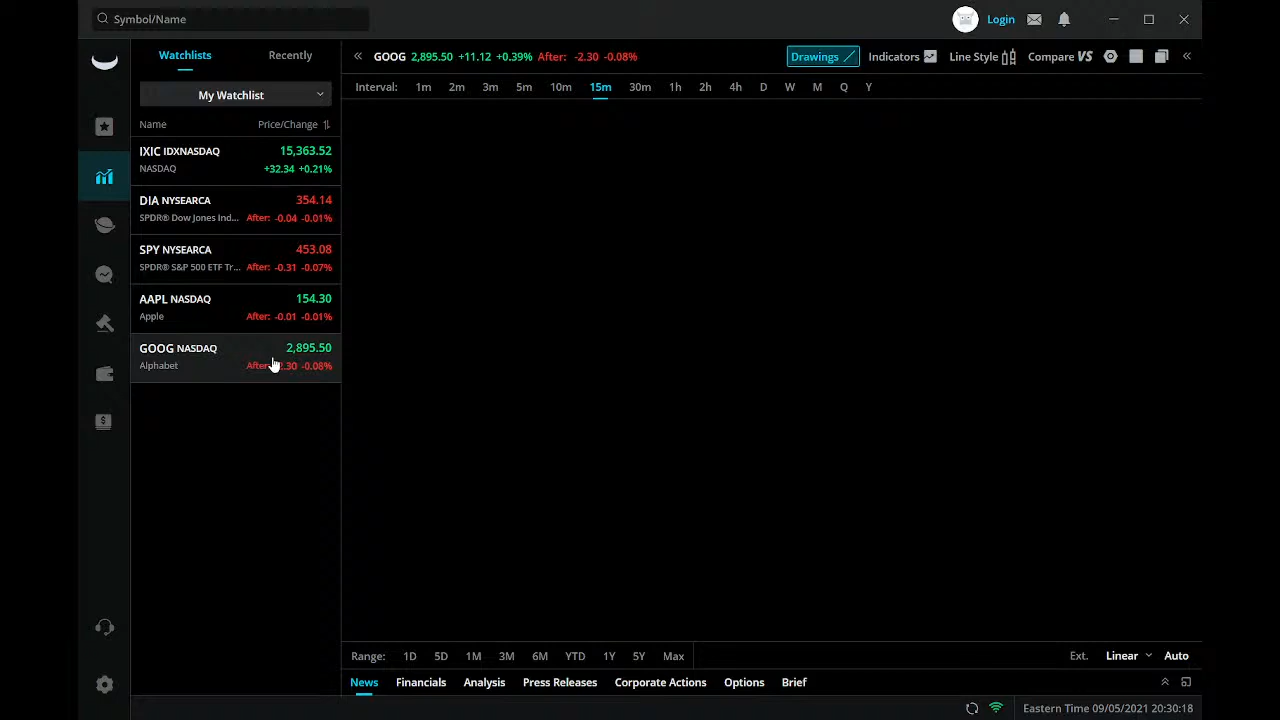 Symbol/Name
Login
Watchlists Recently
My Watchlist
Name Price/Change
IXIC IDXNASDAQ 15,363.52
NASDAQ +32.34 +0.21%
DIA NYSEARCA 354.14
SPDR® Dow Jones Ind... After: -0.04 -0.01%
SPY NYSEARCA 453.08
SPDR® S&P 500 ETF Tr... After: -0.31 -0.07%
AAPL NASDAQ 154.30
Apple After: -0.01 -0.01%
GOOG NASDAQ 2,895.50
Alphabet After: -0.08%
GOOG 2,895.50 +11.12 +0.39% After: -2.30 -0.08%
Drawings Indicators Line Style Compare VS
Interval: 1m 2m 3m 5m 10m 15m 30m 1h 2h 4h D W M Q Y
Range: 1D 5D 1M 3M 6M YTD 1Y 5Y Max
Ext. Linear Auto
News Financials Analysis Press Releases Corporate Actions Options Brief
Eastern Time 09/05/2021 20:30:18